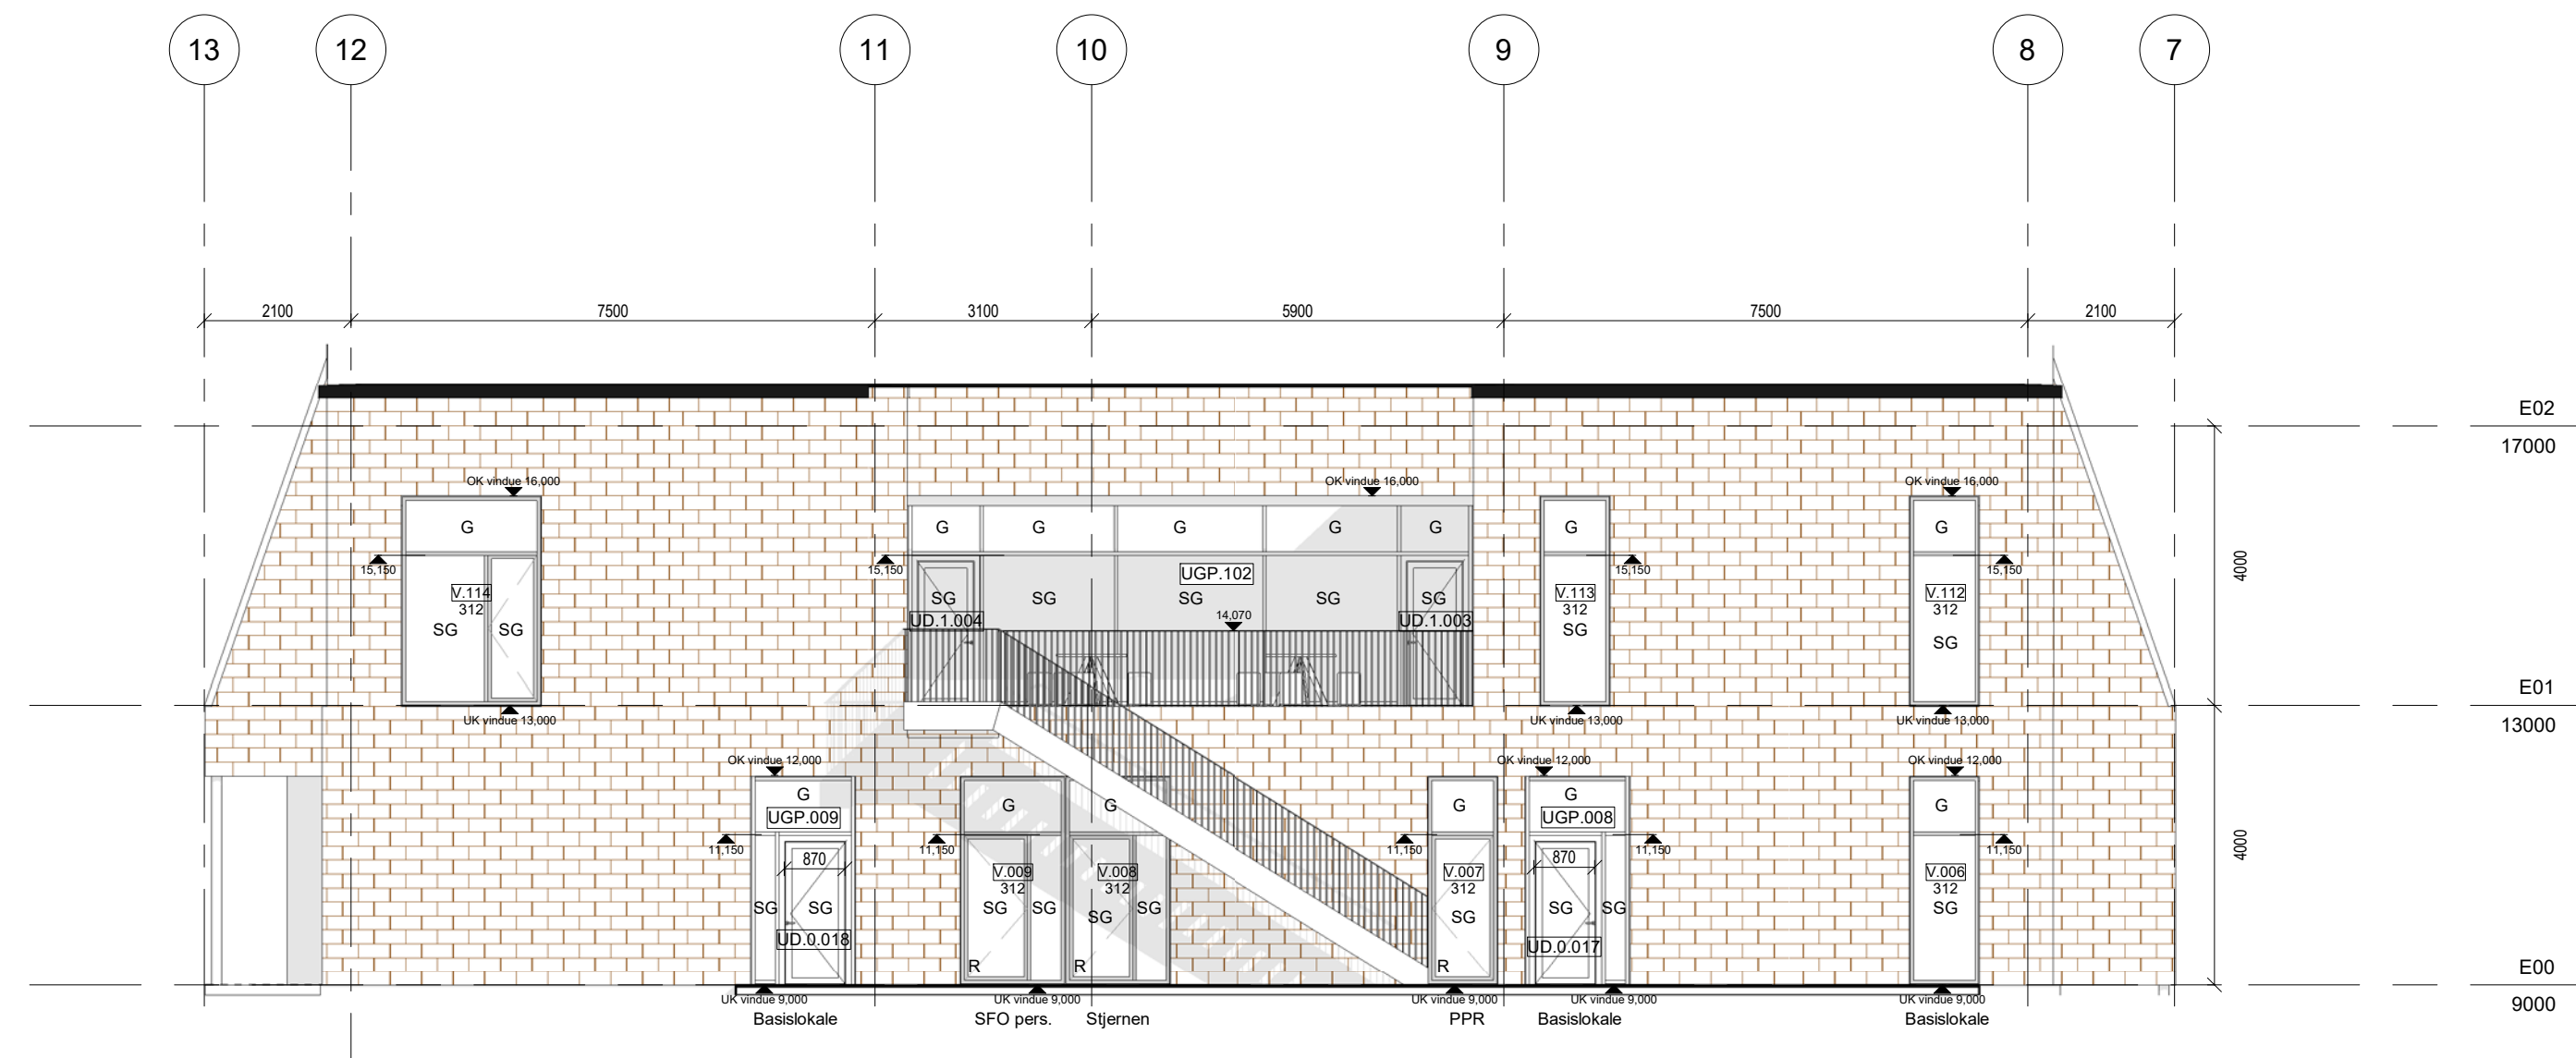 13 12 11 10 9 8 7
2100 7500 3100 5900 7500 2100
E02
17000
OK vindue 16,000 OK vindue 16,000 OK vindue 16,000
G G G G G G G G
15,150 15,150 15,150 15,150
UGP.102
V.114 V.113 V.112
312 312 312
SG SG SG SG SG
14,070
UD.1.004 UD.1.003
SG SG SG SG
4000
E01
13000
UK vindue 13,000 UK vindue 13,000 UK vindue 13,000
OK vindue 12,000 OK vindue 12,000 OK vindue 12,000
G G G G G G
UGP.009 UGP.008
11,150 11,150 11,150 11,150 11,150
870 870
V.009 V.008 V.007 V.006
312 312 312 312
SG SG SG SG SG SG SG SG SG SG
UD.0.018 UD.0.017
R R R
4000
E00
9000
UK vindue 9,000 UK vindue 9,000 UK vindue 9,000 UK vindue 9,000 UK vindue 9,000
Basislokale SFO pers. Stjernen PPR Basislokale Basislokale